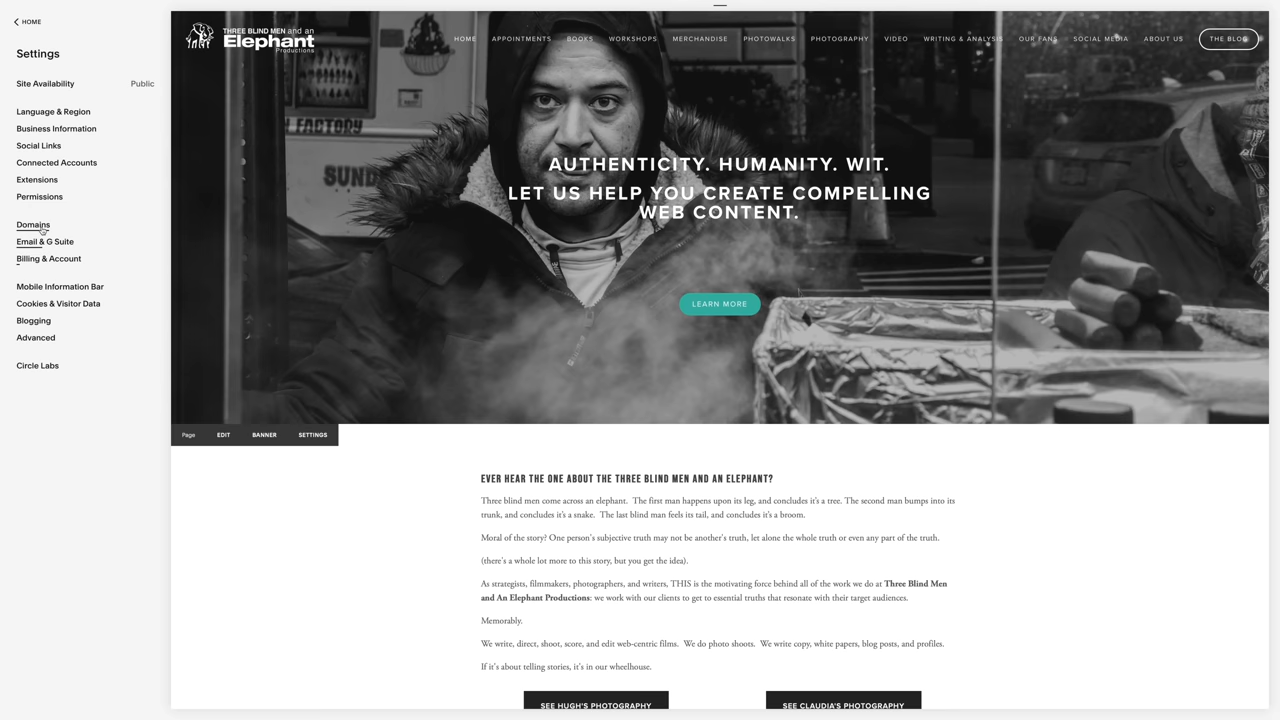 HOME
Settings
Site Availability Public
Language & Region
Business Information
Social Links
Connected Accounts
Extensions
Permissions
Domains
Email & G Suite
Billing & Account
Mobile Information Bar
Cookies & Visitor Data
Blogging
Advanced
Circle Labs
THREE BLIND MEN and an
Elephant
Productions
HOME APPOINTMENTS BOOKS WORKSHOPS MERCHANDISE PHOTOWALKS PHOTOGRAPHY VIDEO WRITING & ANALYSIS OUR FANS SOCIAL MEDIA ABOUT US THE BLOG
FACTORY
SUND
AUTHENTICITY. HUMANITY. WIT.
LET US HELP YOU CREATE COMPELLING
WEB CONTENT.
LEARN MORE
Page EDIT BANNER SETTINGS
EVER HEAR THE ONE ABOUT THE THREE BLIND MEN AND AN ELEPHANT?
Three blind men come across an elephant. The first man happens upon its leg, and concludes it's a tree. The second man bumps into its
trunk, and concludes it's a snake. The last blind man feels its tail, and concludes it's a broom.
Moral of the story? One person's subjective truth may not be another's truth, let alone the whole truth or even any part of the truth.
(there's a whole lot more to this story, but you get the idea).
As strategists, filmmakers, photographers, and writers, THIS is the motivating force behind all of the work we do at Three Blind Men
and An Elephant Productions: we work with our clients to get to essential truths that resonate with their target audiences.
Memorably.
We write, direct, shoot, score, and edit web-centric films. We do photo shoots. We write copy, white papers, blog posts, and profiles.
If it's about telling stories, it's in our wheelhouse.
SEE HUGH'S PHOTOGRAPHY SEE CLAUDIA'S PHOTOGRAPHY